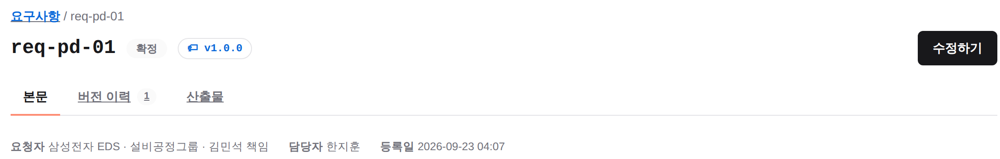 요구사항 / req-pd-01
req-pd-01 확정 v1.0.0 수정하기
본문 버전 이력 1 산출물
요청자 삼성전자 EDS · 설비공정그룹 · 김민석 책임 담당자 한지훈 등록일 2026-09-23 04:07